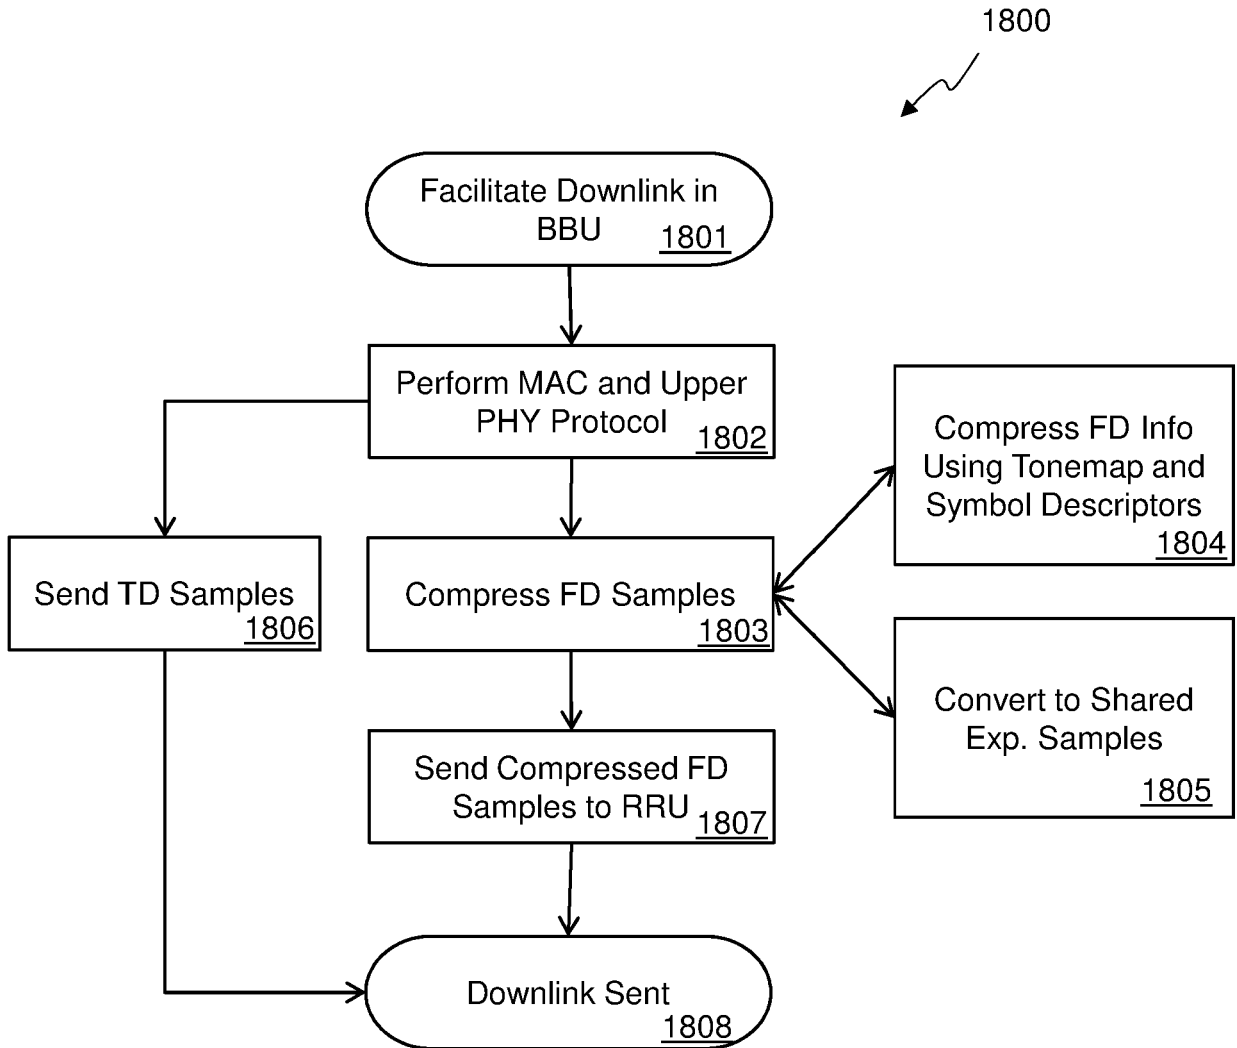 1800
Facilitate Downlink in
BBU
1801
Perform MAC and Upper
PHY Protocol
1802
Compress FD Info
Using Tonemap and
Symbol Descriptors
1804
Send TD Samples
1806
Compress FD Samples
1803
Convert to Shared
Exp. Samples
1805
Send Compressed FD
Samples to RRU
1807
Downlink Sent
1808